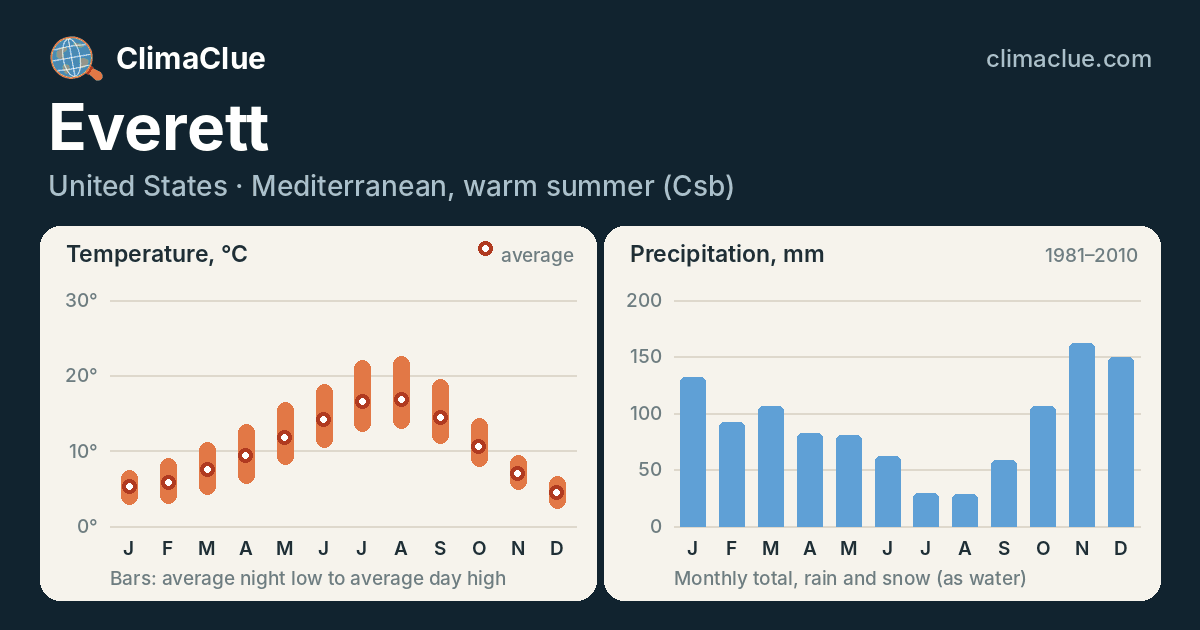 ClimaClue
climaclue.com
Everett
United States · Mediterranean, warm summer (Csb)
Temperature, °C
average
30°
20°
10°
0°
J F M A M J J A S O N D
Bars: average night low to average day high
Precipitation, mm
1981–2010
200
150
100
50
0
J F M A M J J A S O N D
Monthly total, rain and snow (as water)